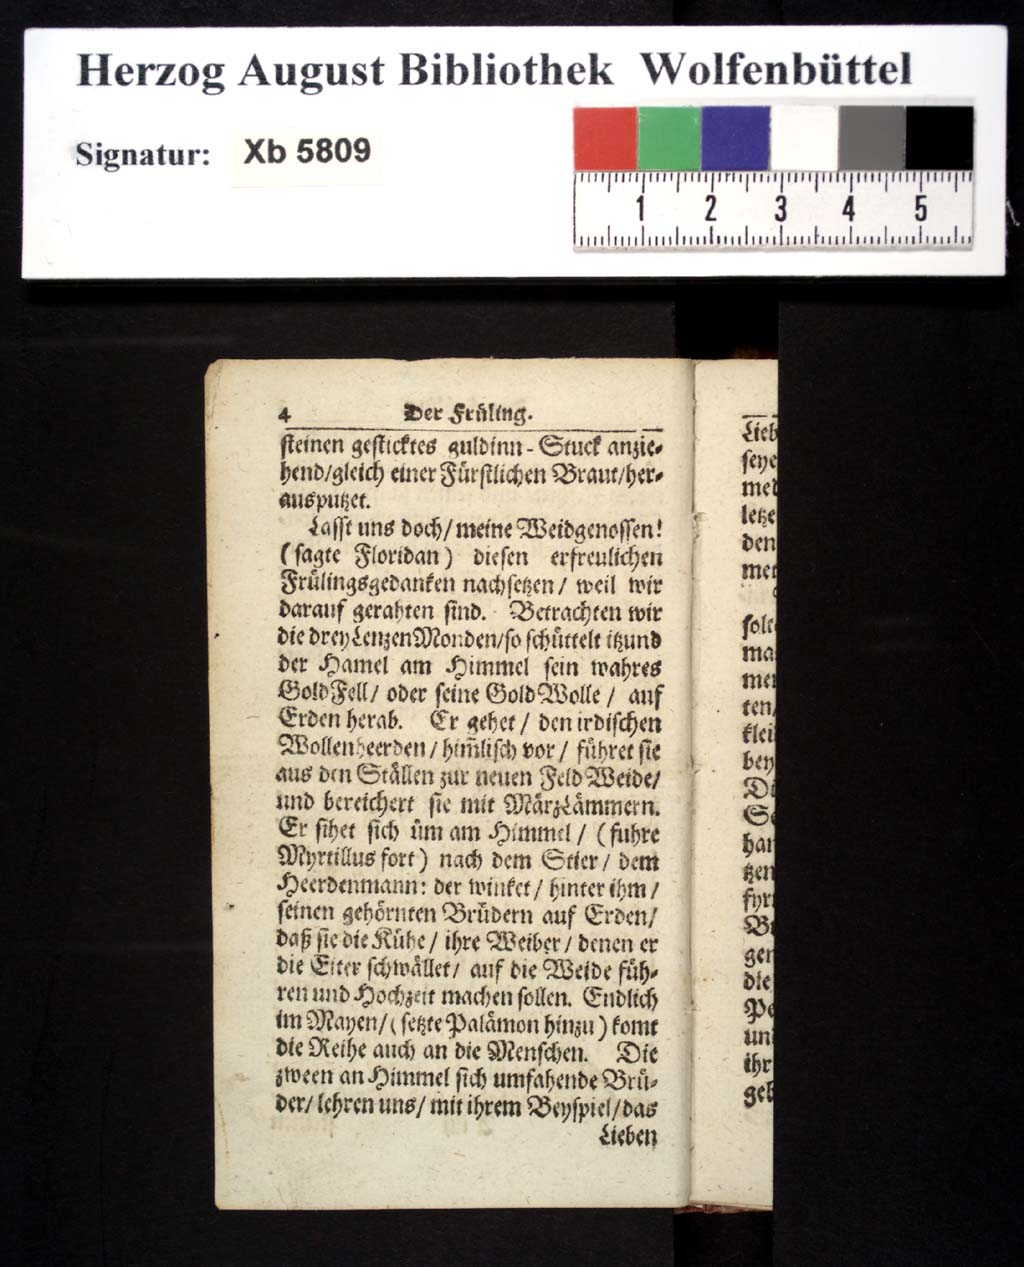 Herzog August Bibliothek Wolfenbüttel
Signatur: Xb 5809
1 2 3 4 5
4 Der Früling.
steinen gesticktes guldinn-Stuck anzie-
hend/gleich einer Fürstlichen Braut/her-
ausputzet.
Lasst uns doch/ meine Weidgenossen!
(sagte Floridan) diesen erfreulichen
Frülingsgedanken nachsetzen/ weil wir
darauf gerahten sind. Betrachten wir
die drey LenzenMonden/so schüttelt itzund
der Hamel am Himmel sein wahres
GoldFell/ oder seine GoldWolle/ auf
Erden herab. Er gehet/ den irdischen
Wollenheerden/ him̃lisch vor/ führet sie
aus den Ställen zur neuen FeldWeide/
und bereichert sie mit MärzLämmern.
Er sihet sich üm am Himmel/ (fuhre
Myrtillus fort) nach dem Stier/ dem
Heerdenmann: der winket/ hinter ihm/
seinen gehörnten Brüdern auf Erden/
daß sie die Kühe/ ihre Weiber/ denen er
die Eiter schwället/ auf die Weide füh-
ren und Hochzeit machen sollen. Endlich
im Mayen/ (setzte Palämon hinzu) komt
die Reihe auch an die Menschen. Die
zween an Himmel sich umfahende Brü-
der/ lehren uns/ mit ihrem Beyspiel/das
Lieben